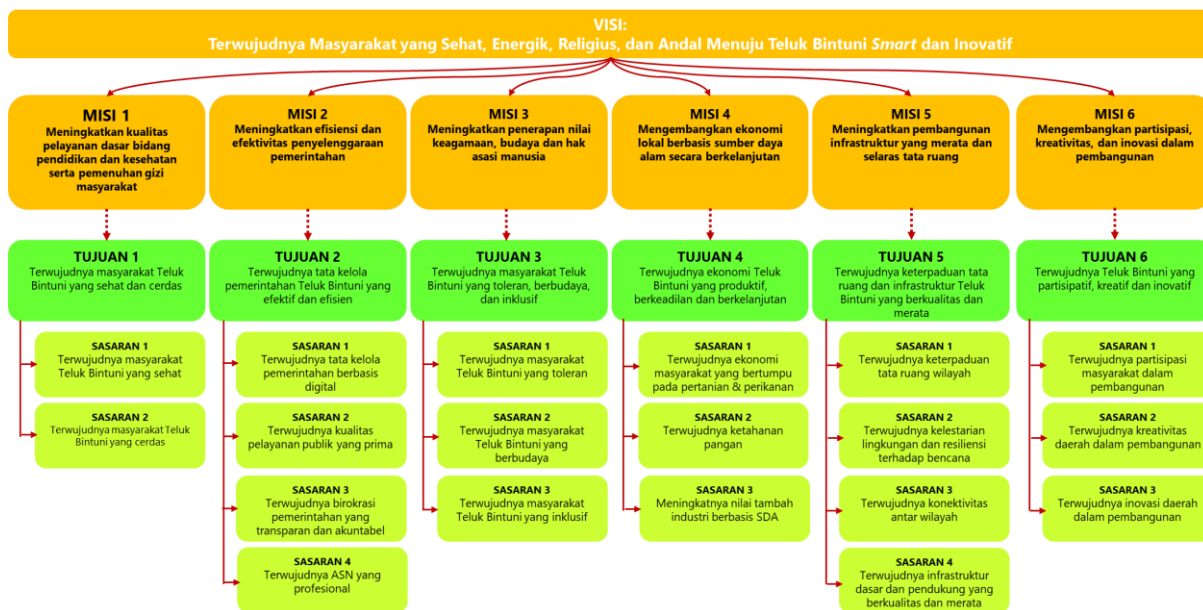 VISI:
Terwujudnya Masyarakat yang Sehat, Energik, Religius, dan Andal Menuju Teluk Bintuni Smart dan Inovatif
MISI 1
Meningkatkan kualitas
pelayanan dasar bidang
pendidikan dan kesehatan
serta pemenuhan gizi
masyarakat
MISI 2
Meningkatkan efisiensi dan
efektivitas penyelenggaraan
pemerintahan
MISI 3
Meningkatkan penerapan nilai
keagamaan, budaya dan hak
asasi manusia
MISI 4
Mengembangkan ekonomi
lokal berbasis sumber daya
alam secara berkelanjutan
MISI 5
Meningkatkan pembangunan
infrastruktur yang merata dan
selaras tata ruang
MISI 6
Mengembangkan partisipasi,
kreativitas, dan inovasi dalam
pembangunan
TUJUAN 1
Terwujudnya masyarakat Teluk
Bintuni yang sehat dan cerdas
TUJUAN 2
Terwujudnya tata kelola
pemerintahan Teluk Bintuni yang
efektif dan efisien
TUJUAN 3
Terwujudnya masyarakat Teluk
Bintuni yang toleran, berbudaya,
dan inklusif
TUJUAN 4
Terwujudnya ekonomi Teluk
Bintuni yang produktif,
berkeadilan dan berkelanjutan
TUJUAN 5
Terwujudnya keterpaduan tata
ruang dan infrastruktur Teluk
Bintuni yang berkualitas dan
merata
TUJUAN 6
Terwujudnya Teluk Bintuni yang
partisipatif, kreatif dan inovatif
SASARAN 1
Terwujudnya masyarakat
Teluk Bintuni yang sehat
SASARAN 2
Terwujudnya masyarakat Teluk
Bintuni yang cerdas
SASARAN 1
Terwujudnya tata kelola
pemerintahan berbasis
digital
SASARAN 2
Terwujudnya kualitas
pelayanan publik yang prima
SASARAN 3
Terwujudnya birokrasi
pemerintahan yang
transparan dan akuntabel
SASARAN 4
Terwujudnya ASN yang
profesional
SASARAN 1
Terwujudnya masyarakat
Teluk Bintuni yang toleran
SASARAN 2
Terwujudnya masyarakat
Teluk Bintuni yang
berbudaya
SASARAN 3
Terwujudnya masyarakat
Teluk Bintuni yang inklusif
SASARAN 1
Terwujudnya ekonomi
masyarakat yang bertumpu
pada pertanian & perikanan
SASARAN 2
Terwujudnya ketahanan
pangan
SASARAN 3
Meningkatnya nilai tambah
industri berbasis SDA
SASARAN 1
Terwujudnya keterpaduan
tata ruang wilayah
SASARAN 2
Terwujudnya kelestarian
lingkungan dan resiliensi
terhadap bencana
SASARAN 3
Terwujudnya konektivitas
antar wilayah
SASARAN 4
Terwujudnya infrastruktur
dasar dan pendukung yang
berkualitas dan merata
SASARAN 1
Terwujudnya partisipasi
masyarakat dalam
pembangunan
SASARAN 2
Terwujudnya kreativitas
daerah dalam pembangunan
SASARAN 3
Terwujudnya inovasi daerah
dalam pembangunan